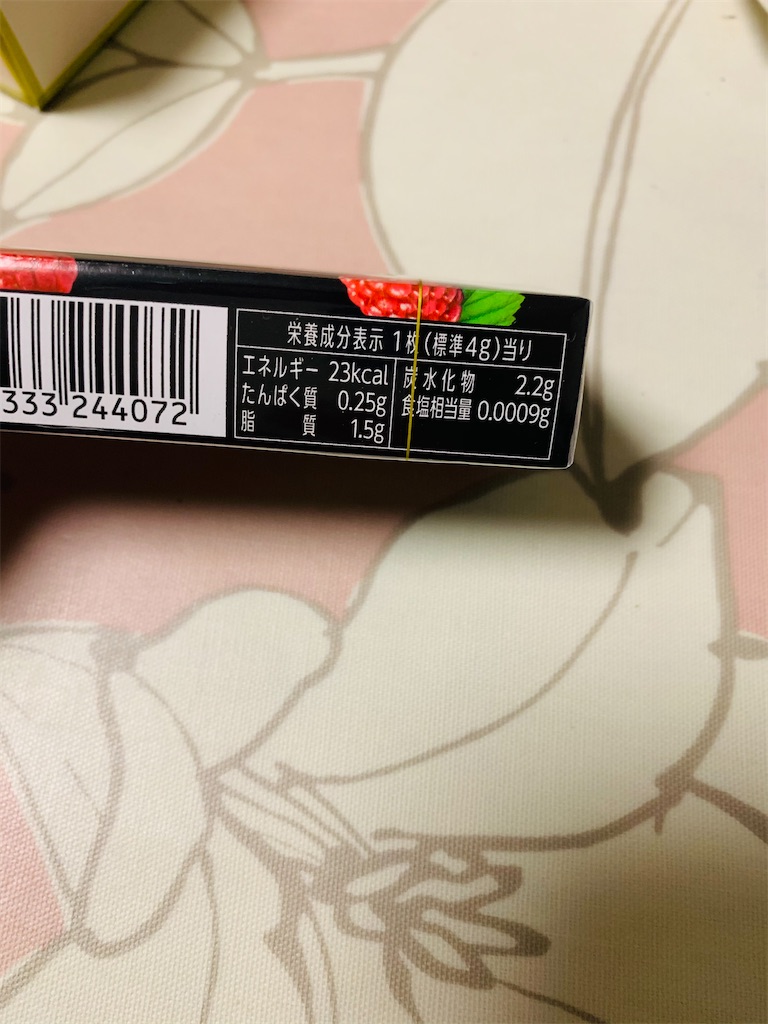 333 244072
栄養成分表示 1枚(標準4g)当り
エネルギー 23kcal
たんぱく質 0.25g
脂質 1.5g
炭水化物 2.2g
食塩相当量 0.0009g